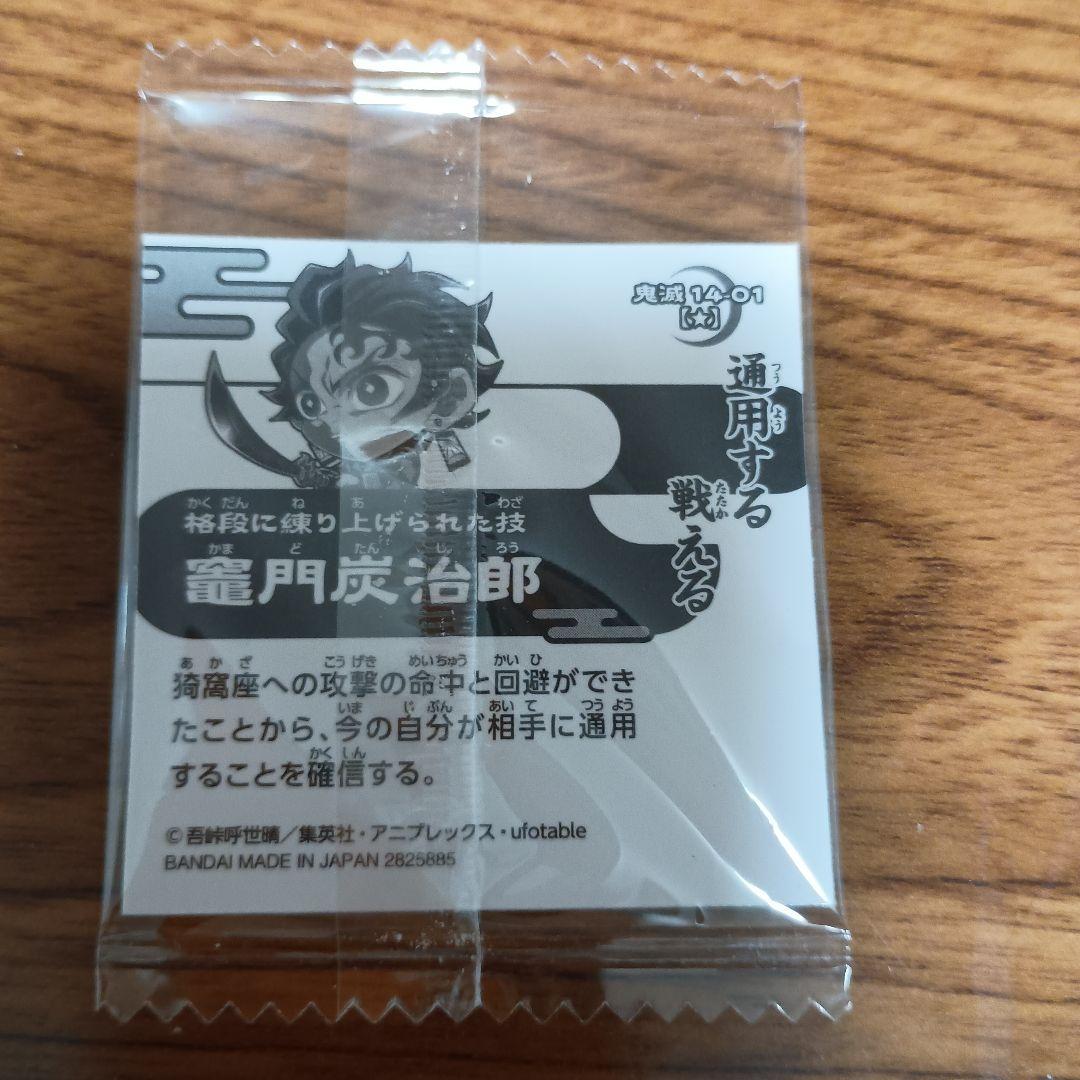 鬼滅 14-01
[★]
通用する
戦える
格段に練り上げられた技
竈門炭治郎
猗窩座への攻撃の命中と回避ができ
たことから、今の自分が相手に通用
することを確信する。
©吾峠呼世晴／集英社・アニプレックス・ufotable
BANDAI MADE IN JAPAN 2825885